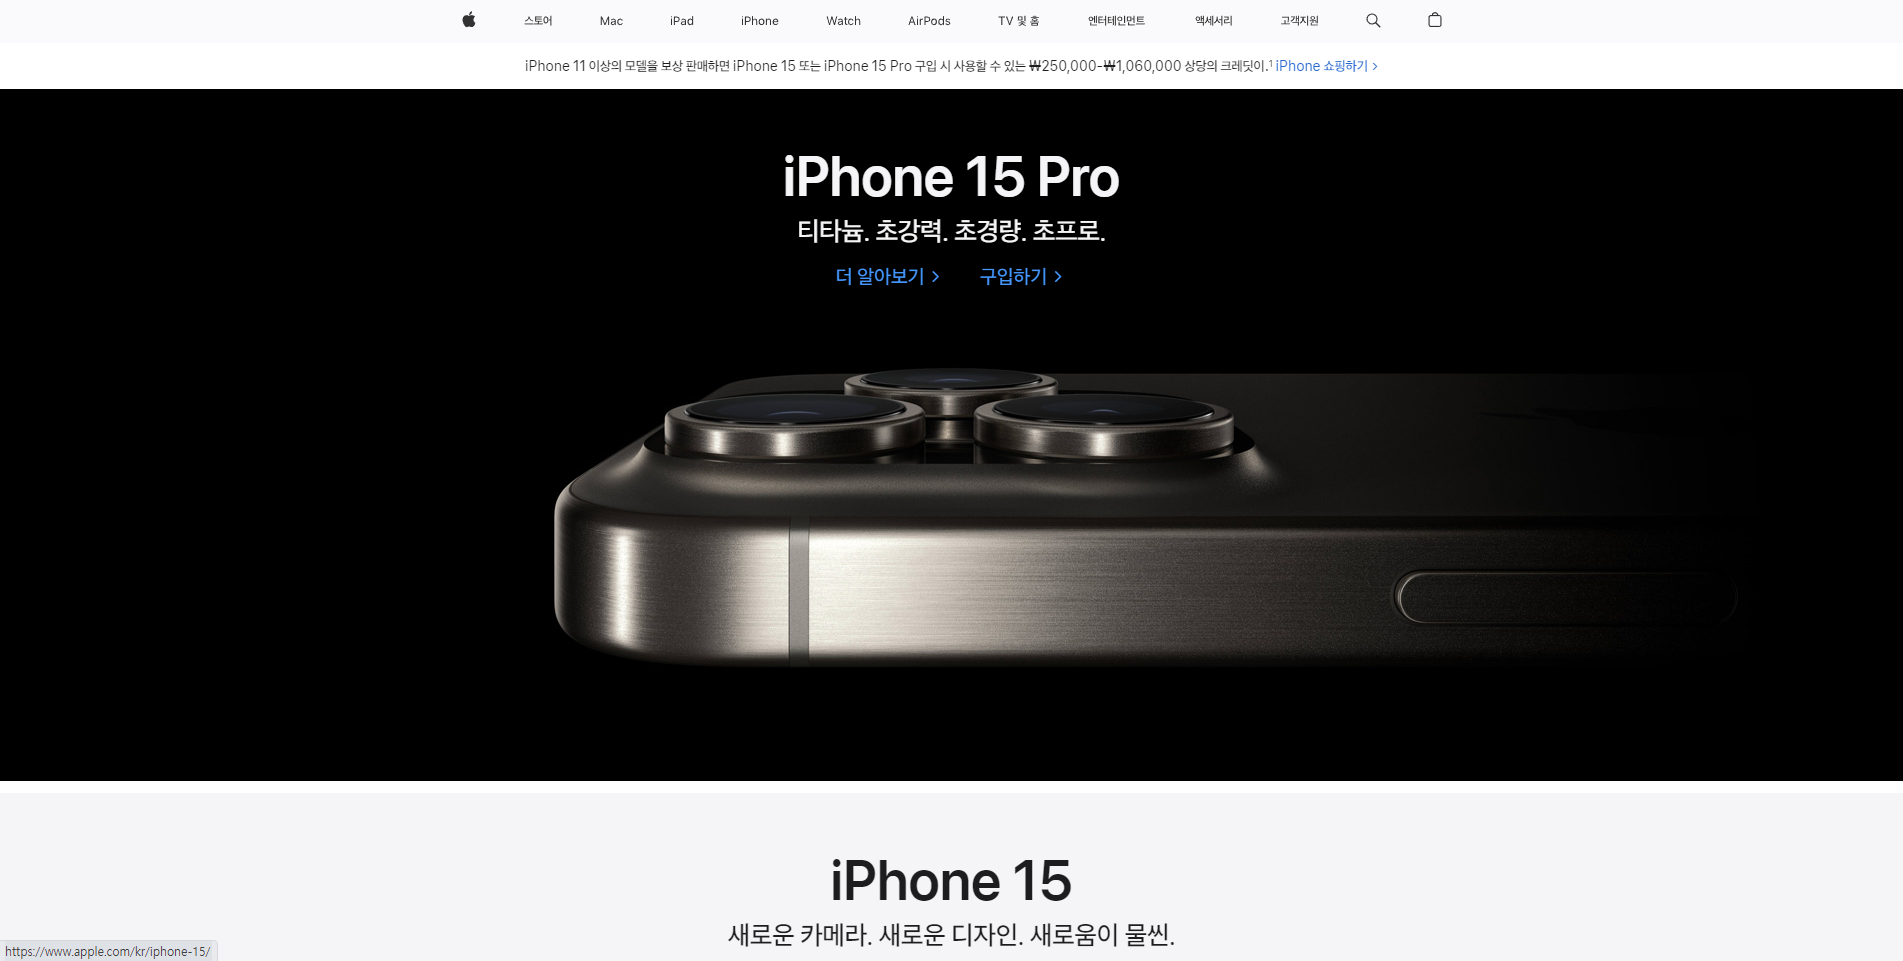 스토어 Mac iPad iPhone Watch AirPods TV 및 홈 엔터테인먼트 액세서리 고객지원
iPhone 11 이상의 모델을 보상 판매하면 iPhone 15 또는 iPhone 15 Pro 구입 시 사용할 수 있는 ₩250,000-₩1,060,000 상당의 크레딧이.¹ iPhone 쇼핑하기 >
iPhone 15 Pro
티타늄. 초강력. 초경량. 초프로.
더 알아보기 > 구입하기 >
iPhone 15
새로운 카메라. 새로운 디자인. 새로움이 물씬.
https://www.apple.com/kr/iphone-15/